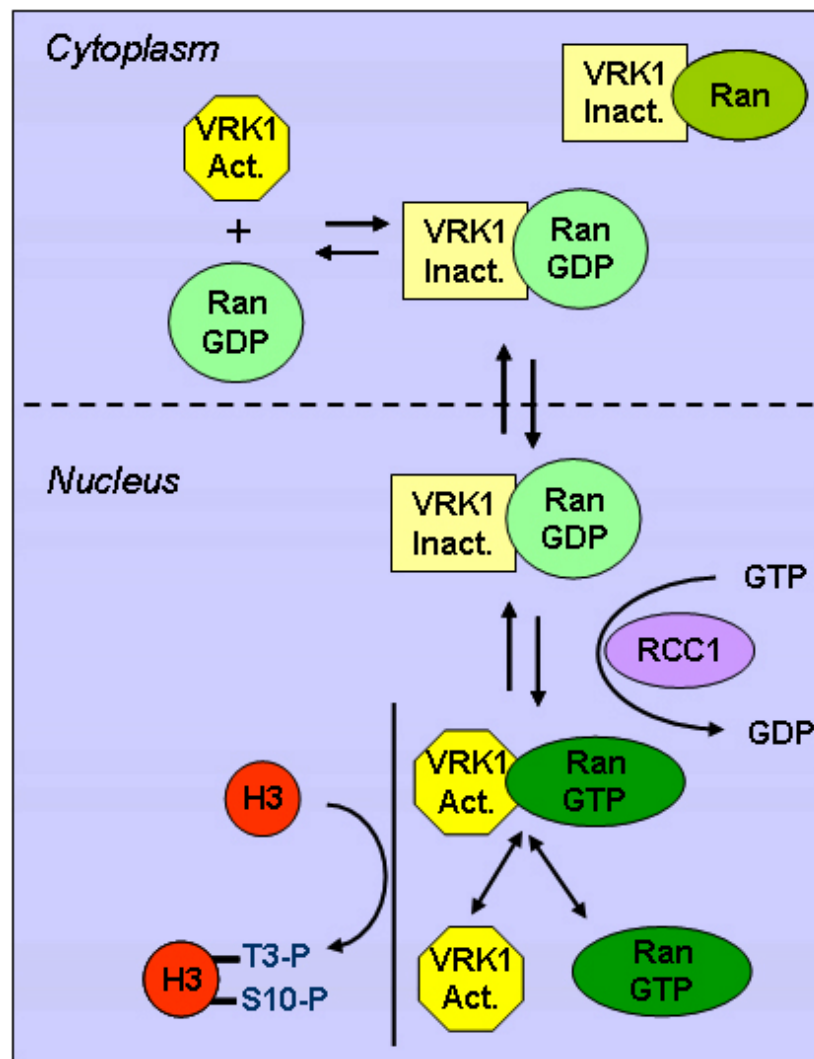 Cytoplasm
VRK1
Inact.
Ran
VRK1
Act.
+
Ran
GDP
VRK1
Inact.
Ran
GDP
Nucleus
VRK1
Inact.
Ran
GDP
GTP
RCC1
GDP
H3
VRK1
Act.
Ran
GTP
H3
T3-P
S10-P
VRK1
Act.
Ran
GTP